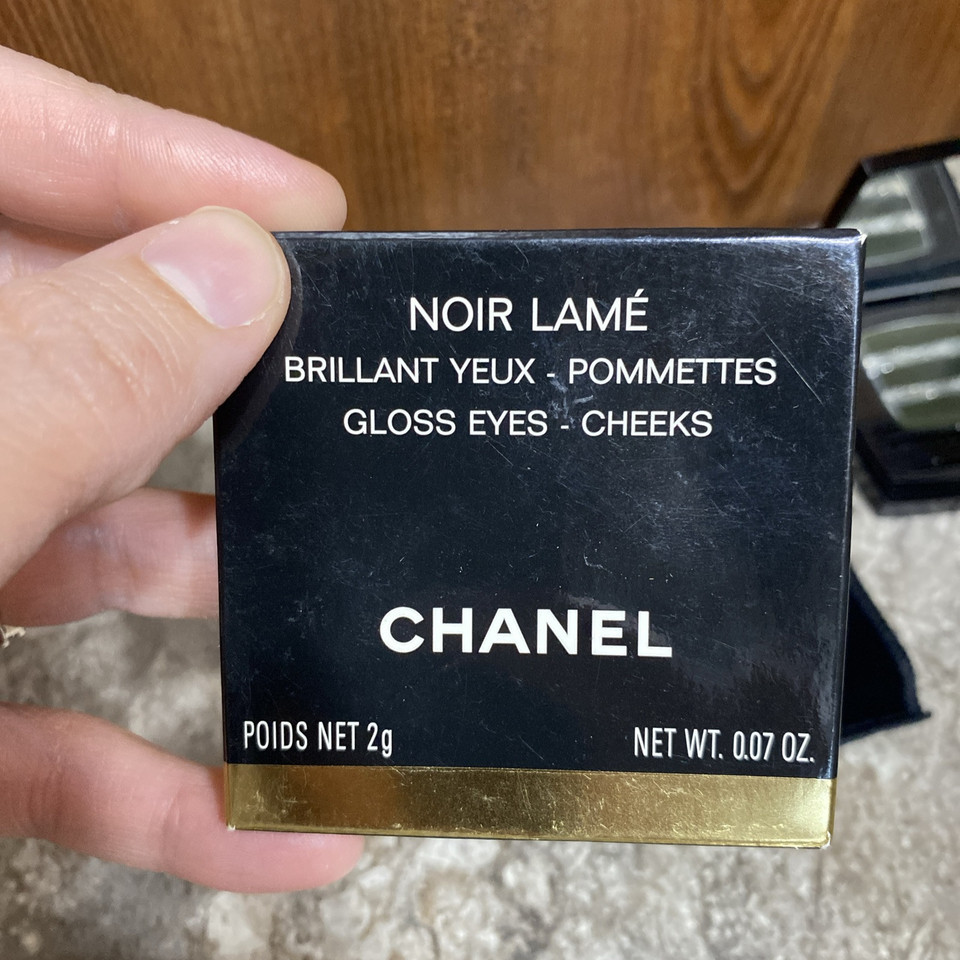 NOIR LAMÉ
BRILLANT YEUX - POMMETTES
GLOSS EYES - CHEEKS
CHANEL
POIDS NET 2g
NET WT. 0.07 OZ.